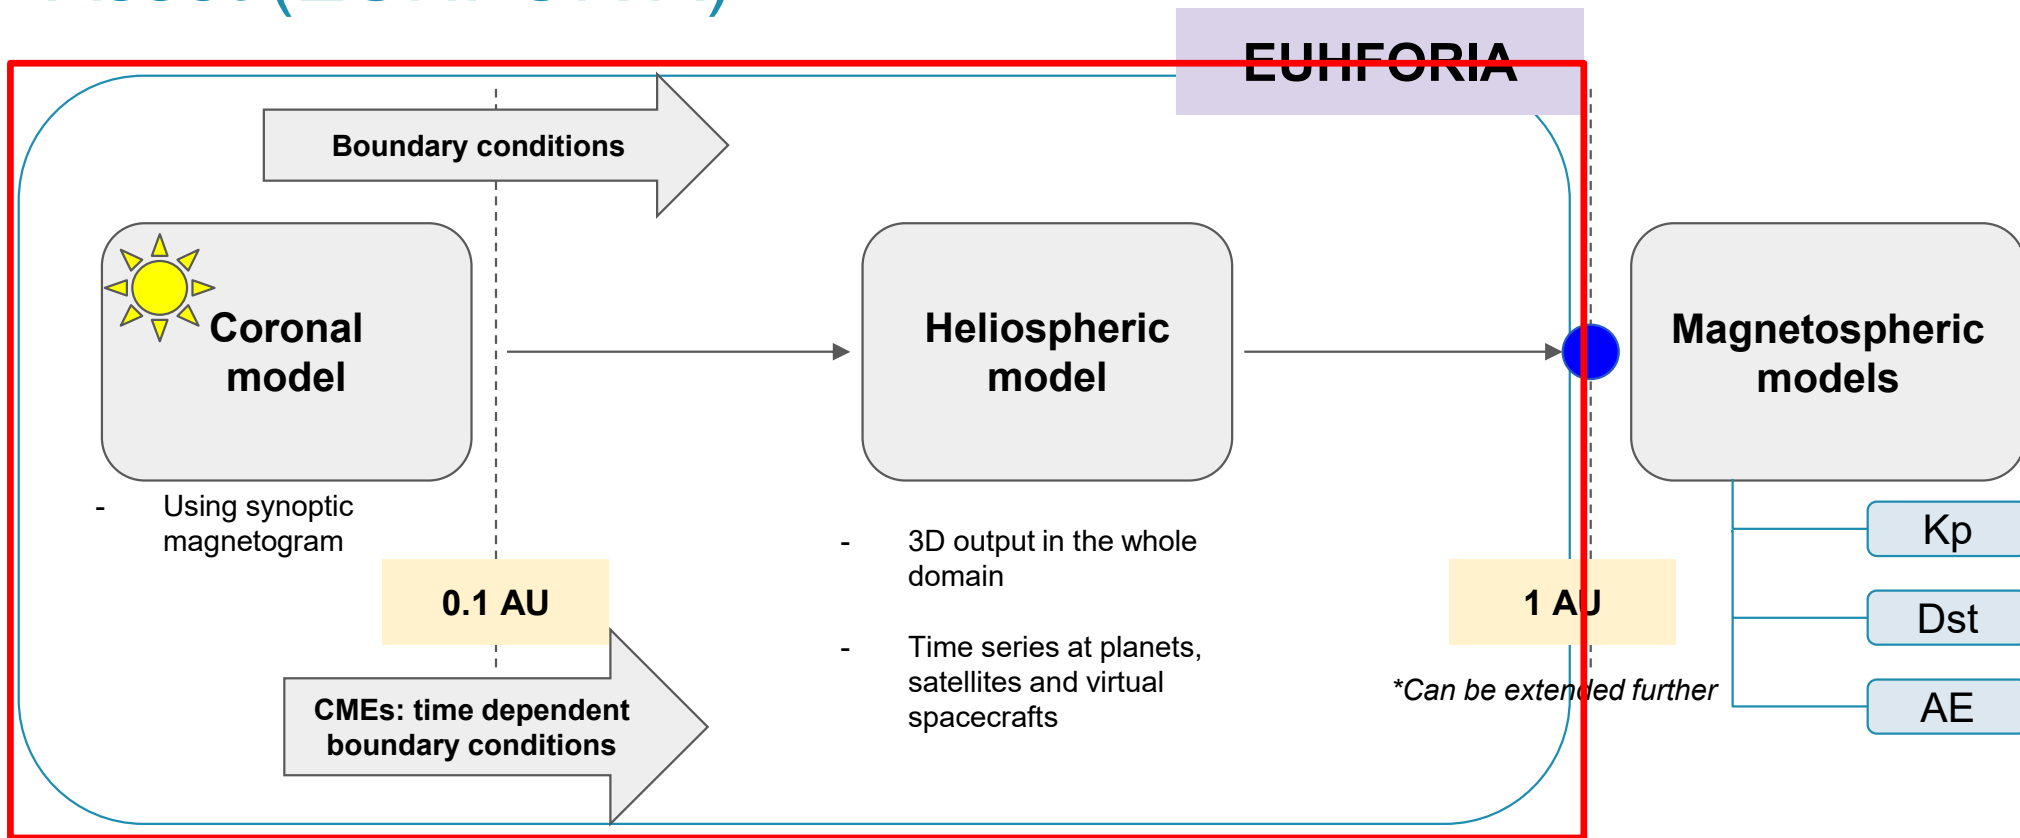 EUHFORIA
Boundary conditions
Coronal
model
Heliospheric
model
Magnetospheric
models
- Using synoptic
magnetogram
0.1 AU
- 3D output in the whole
domain
- Time series at planets,
satellites and virtual
spacecrafts
1 AU
*Can be extended further
CMEs: time dependent
boundary conditions
Kp
Dst
AE